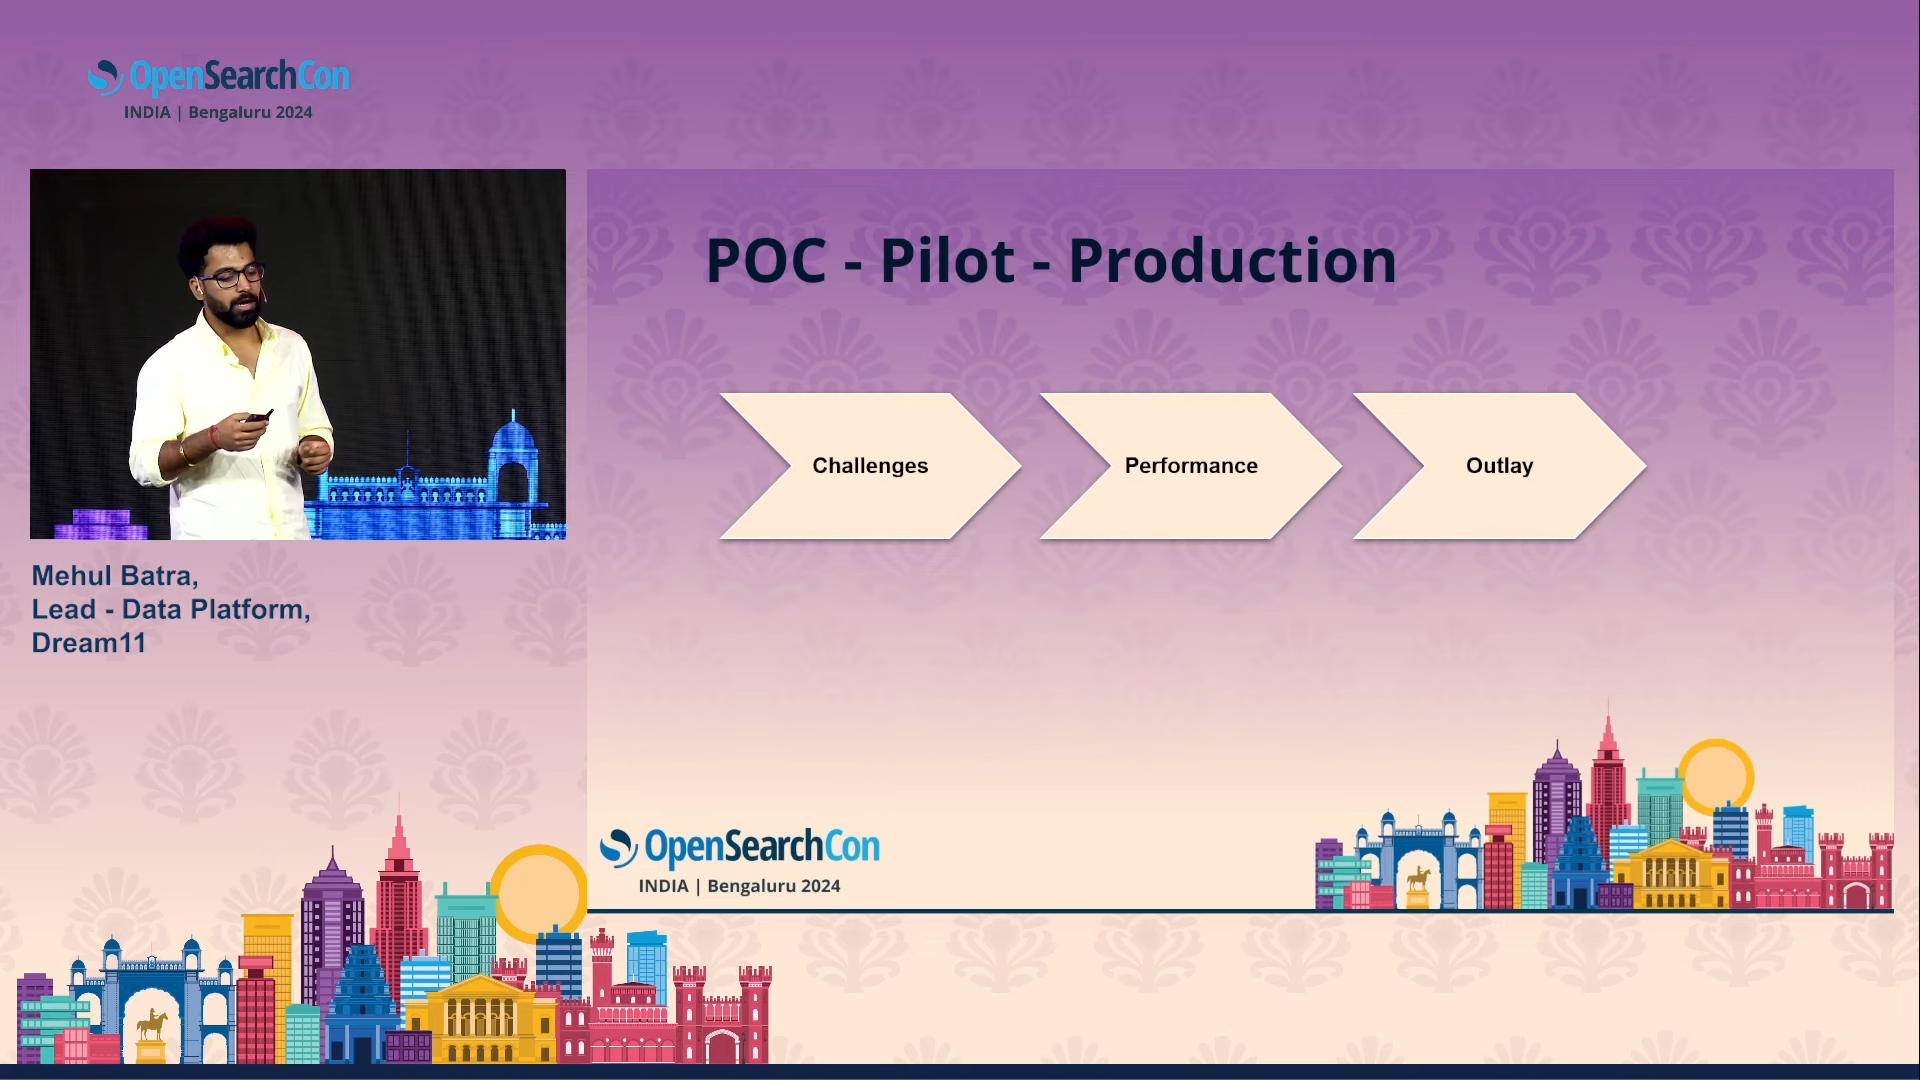 OpenSearchCon
INDIA | Bengaluru 2024
POC - Pilot - Production
Challenges
Performance
Outlay
Mehul Batra,
Lead - Data Platform,
Dream11
OpenSearchCon
INDIA | Bengaluru 2024